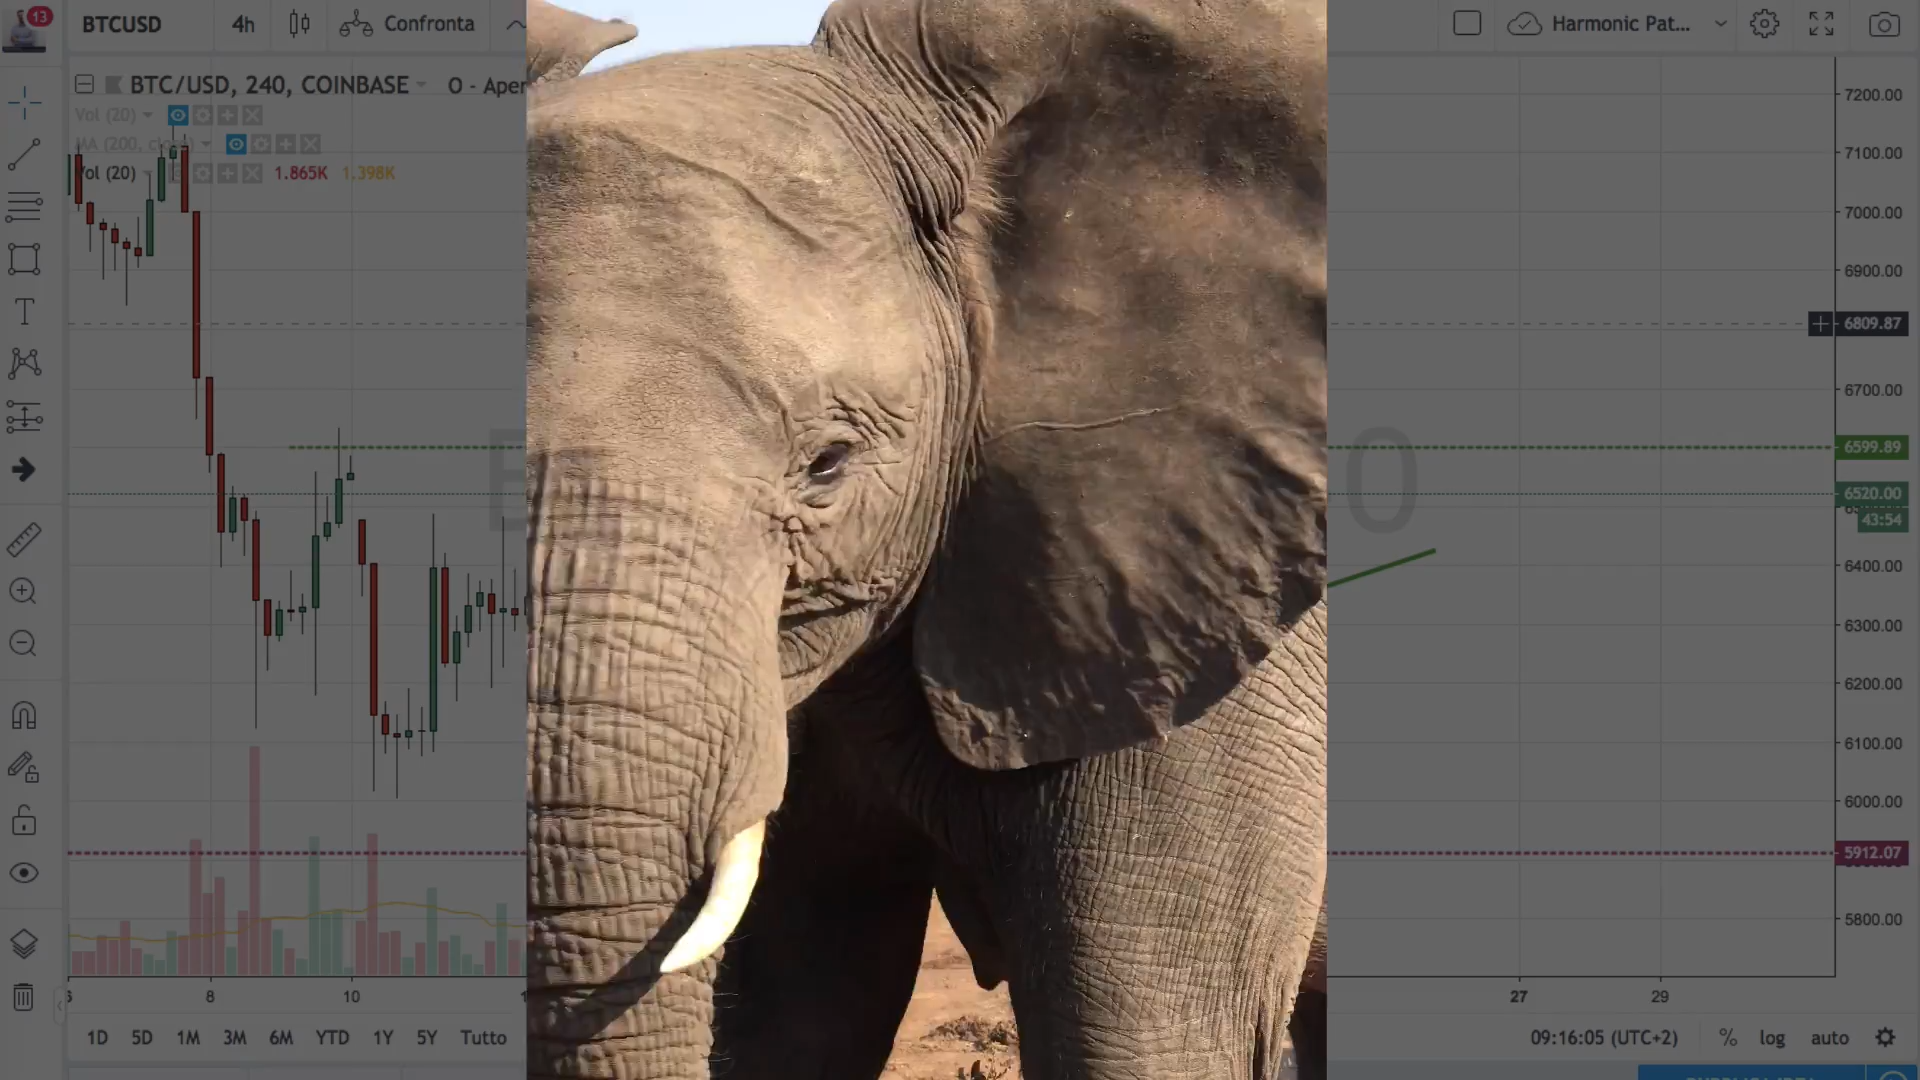 13
BTCUSD
4h
Confronta
Harmonic Pat...
BTC/USD, 240, COINBASE
O - Aper
Vol (20)
MA (200, c
Vol (20)
1.865K
1.398K
7200.00
7100.00
7000.00
6900.00
6809.87
6700.00
6599.89
6520.00
43:54
6400.00
6300.00
6200.00
6100.00
6000.00
5912.07
5800.00
8
10
27
29
1D
5D
1M
3M
6M
YTD
1Y
5Y
Tutto
09:16:05 (UTC+2)
%
log
auto